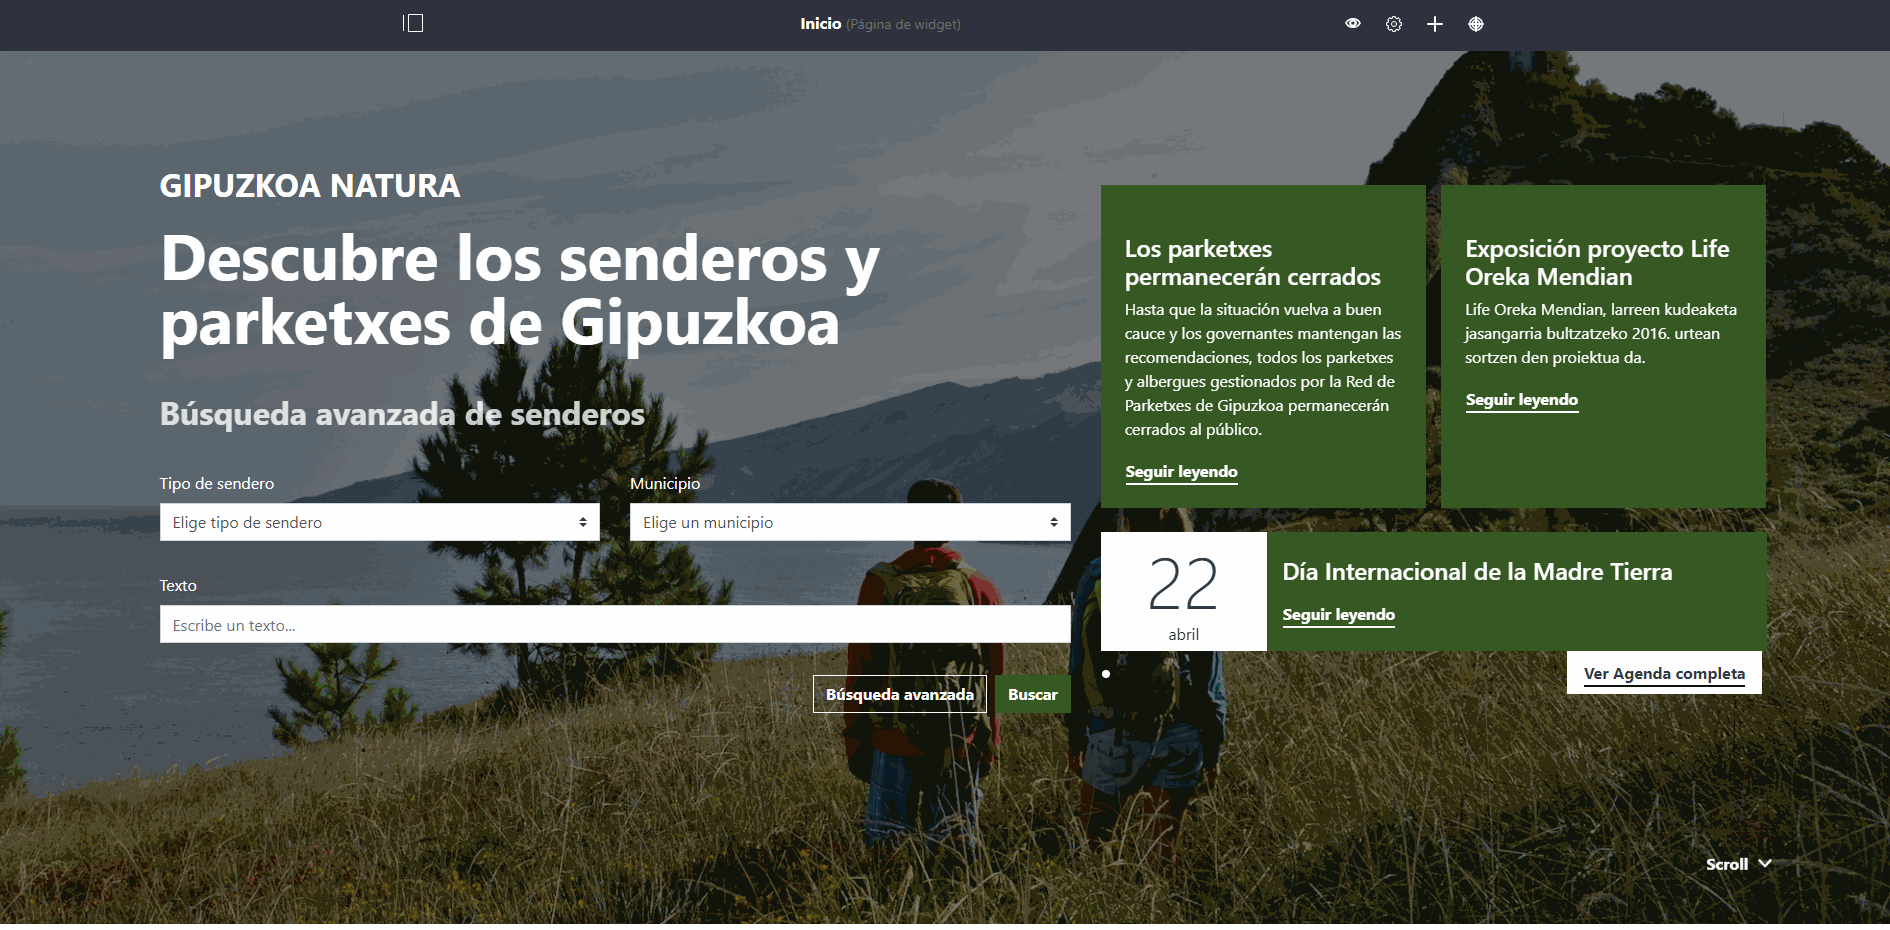 Inicio (Página de widget)
GIPUZKOA NATURA
Descubre los senderos y
parketxes de Gipuzkoa
Búsqueda avanzada de senderos
Tipo de sendero
Elige tipo de sendero
Municipio
Elige un municipio
Texto
Escribe un texto...
Búsqueda avanzada
Buscar
Los parketxes
permanecerán cerrados
Hasta que la situación vuelva a buen
cauce y los governantes mantengan las
recomendaciones, todos los parketxes
y albergues gestionados por la Red de
Parketxes de Gipuzkoa permanecerán
cerrados al público.
Seguir leyendo
Exposición proyecto Life
Oreka Mendian
Life Oreka Mendian, larreen kudeaketa
jasangarria bultzatzeko 2016. urtean
sortzen den proiektua da.
Seguir leyendo
22
abril
Día Internacional de la Madre Tierra
Seguir leyendo
Ver Agenda completa
Scroll